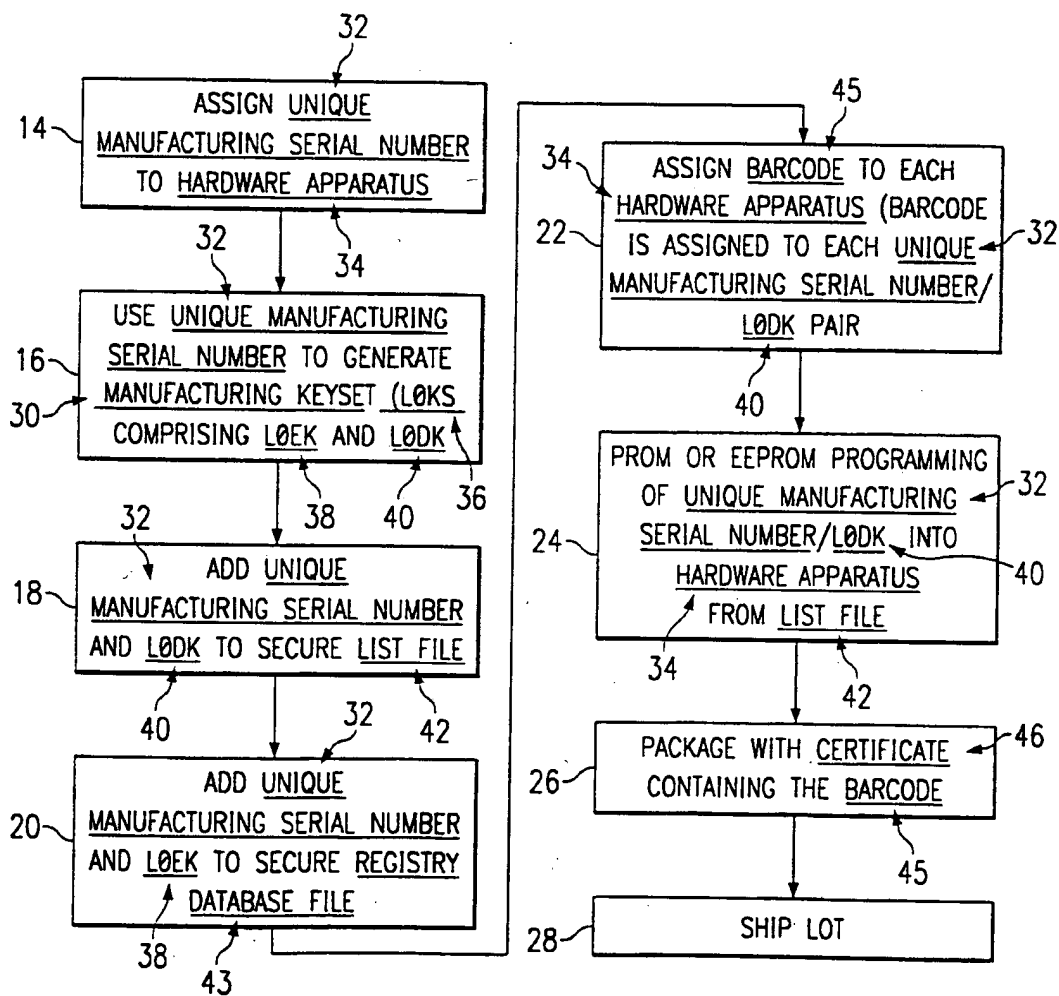 32
14
ASSIGN UNIQUE
MANUFACTURING SERIAL NUMBER
TO HARDWARE APPARATUS
32
34
16
30
USE UNIQUE MANUFACTURING
SERIAL NUMBER TO GENERATE
MANUFACTURING KEYSET (L0KS
COMPRISING L0EK AND L0DK
38
40
36
32
18
ADD UNIQUE
MANUFACTURING SERIAL NUMBER
AND L0DK TO SECURE LIST FILE
40
32
42
20
ADD UNIQUE
MANUFACTURING SERIAL NUMBER
AND L0EK TO SECURE REGISTRY
DATABASE FILE
38
43
45
34
22
ASSIGN BARCODE TO EACH
HARDWARE APPARATUS (BARCODE
IS ASSIGNED TO EACH UNIQUE
MANUFACTURING SERIAL NUMBER/
L0DK PAIR
32
40
24
PROM OR EEPROM PROGRAMMING
OF UNIQUE MANUFACTURING
SERIAL NUMBER/L0DK INTO
HARDWARE APPARATUS
FROM LIST FILE
32
40
34
42
26
PACKAGE WITH CERTIFICATE
CONTAINING THE BARCODE
46
45
28
SHIP LOT